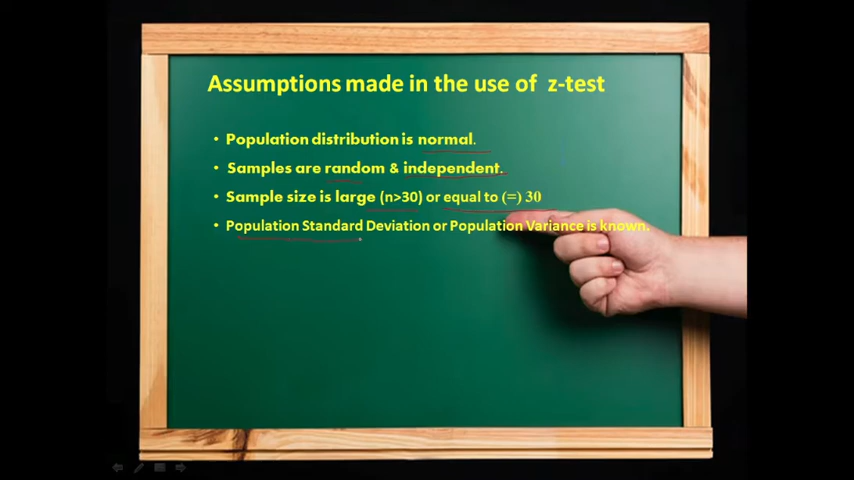 Assumptions made in the use of z-test
• Population distribution is normal.
• Samples are random & independent.
• Sample size is large (n>30) or equal to (=) 30
• Population Standard Deviation or Population Variance is known.